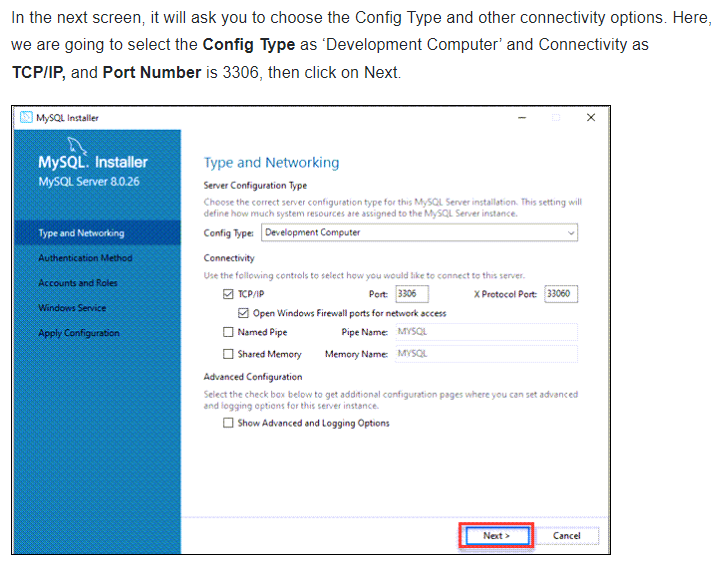 In the next screen, it will ask you to choose the Config Type and other connectivity options. Here,
we are going to select the Config Type as ‘Development Computer’ and Connectivity as
TCP/IP, and Port Number is 3306, then click on Next.
MySQL Installer
MySQL. Installer
MySQL Server 8.0.26
Type and Networking
Authentication Method
Accounts and Roles
Windows Service
Apply Configuration
Type and Networking
Server Configuration Type
Choose the correct server configuration type for this MySQL Server installation. This setting will
define how much system resources are assigned to the MySQL Server instance.
Config Type: Development Computer
Connectivity
Use the following controls to select how you would like to connect to this server.
TCP/IP Port: 3306 X Protocol Port: 33060
Open Windows Firewall ports for network access
Named Pipe Pipe Name: MYSQL
Shared Memory Memory Name: MYSQL
Advanced Configuration
Select the check box below to get additional configuration pages where you can set advanced
and logging options for this server instance.
Show Advanced and Logging Options
Next > Cancel